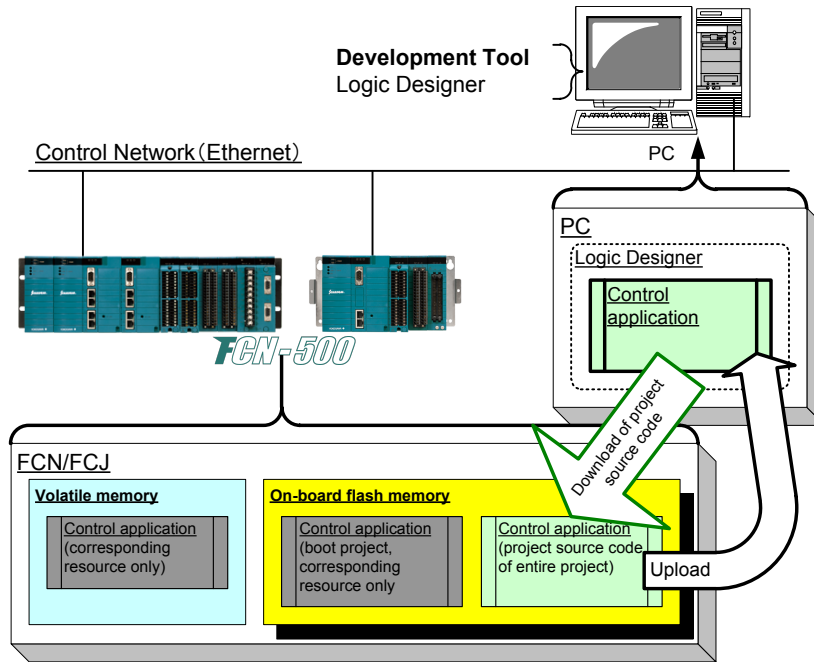 Development Tool
Logic Designer
Control Network(Ethernet)
PC
PC
Logic Designer
Control
application
FCN-500
Download of project
source code
FCN/FCJ
Volatile memory
Control application
(corresponding
resource only)
On-board flash memory
Control application
(boot project,
corresponding
resource only
Control application
(project source code
of entire project)
Upload